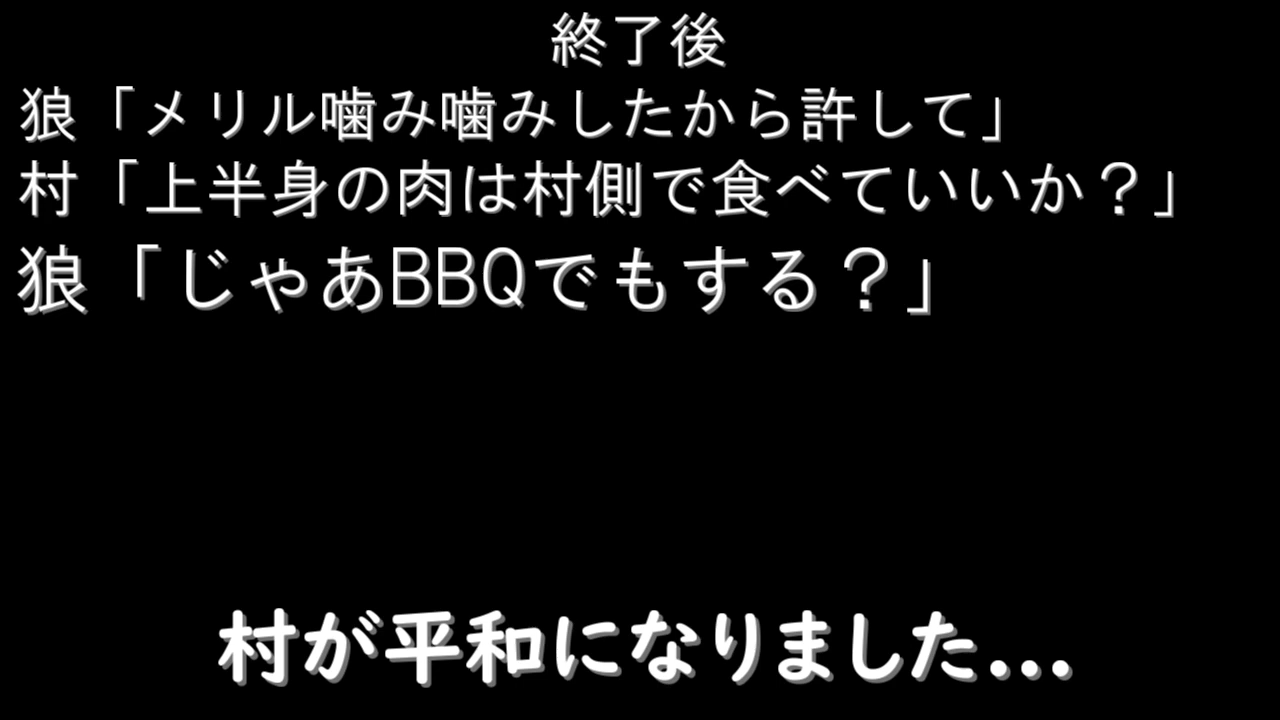 終了後
狼「メリル噛み噛みしたから許して」
村「上半身の肉は村側で食べていいか？」
狼「じゃあBBQでもする？」
村が平和になりました...